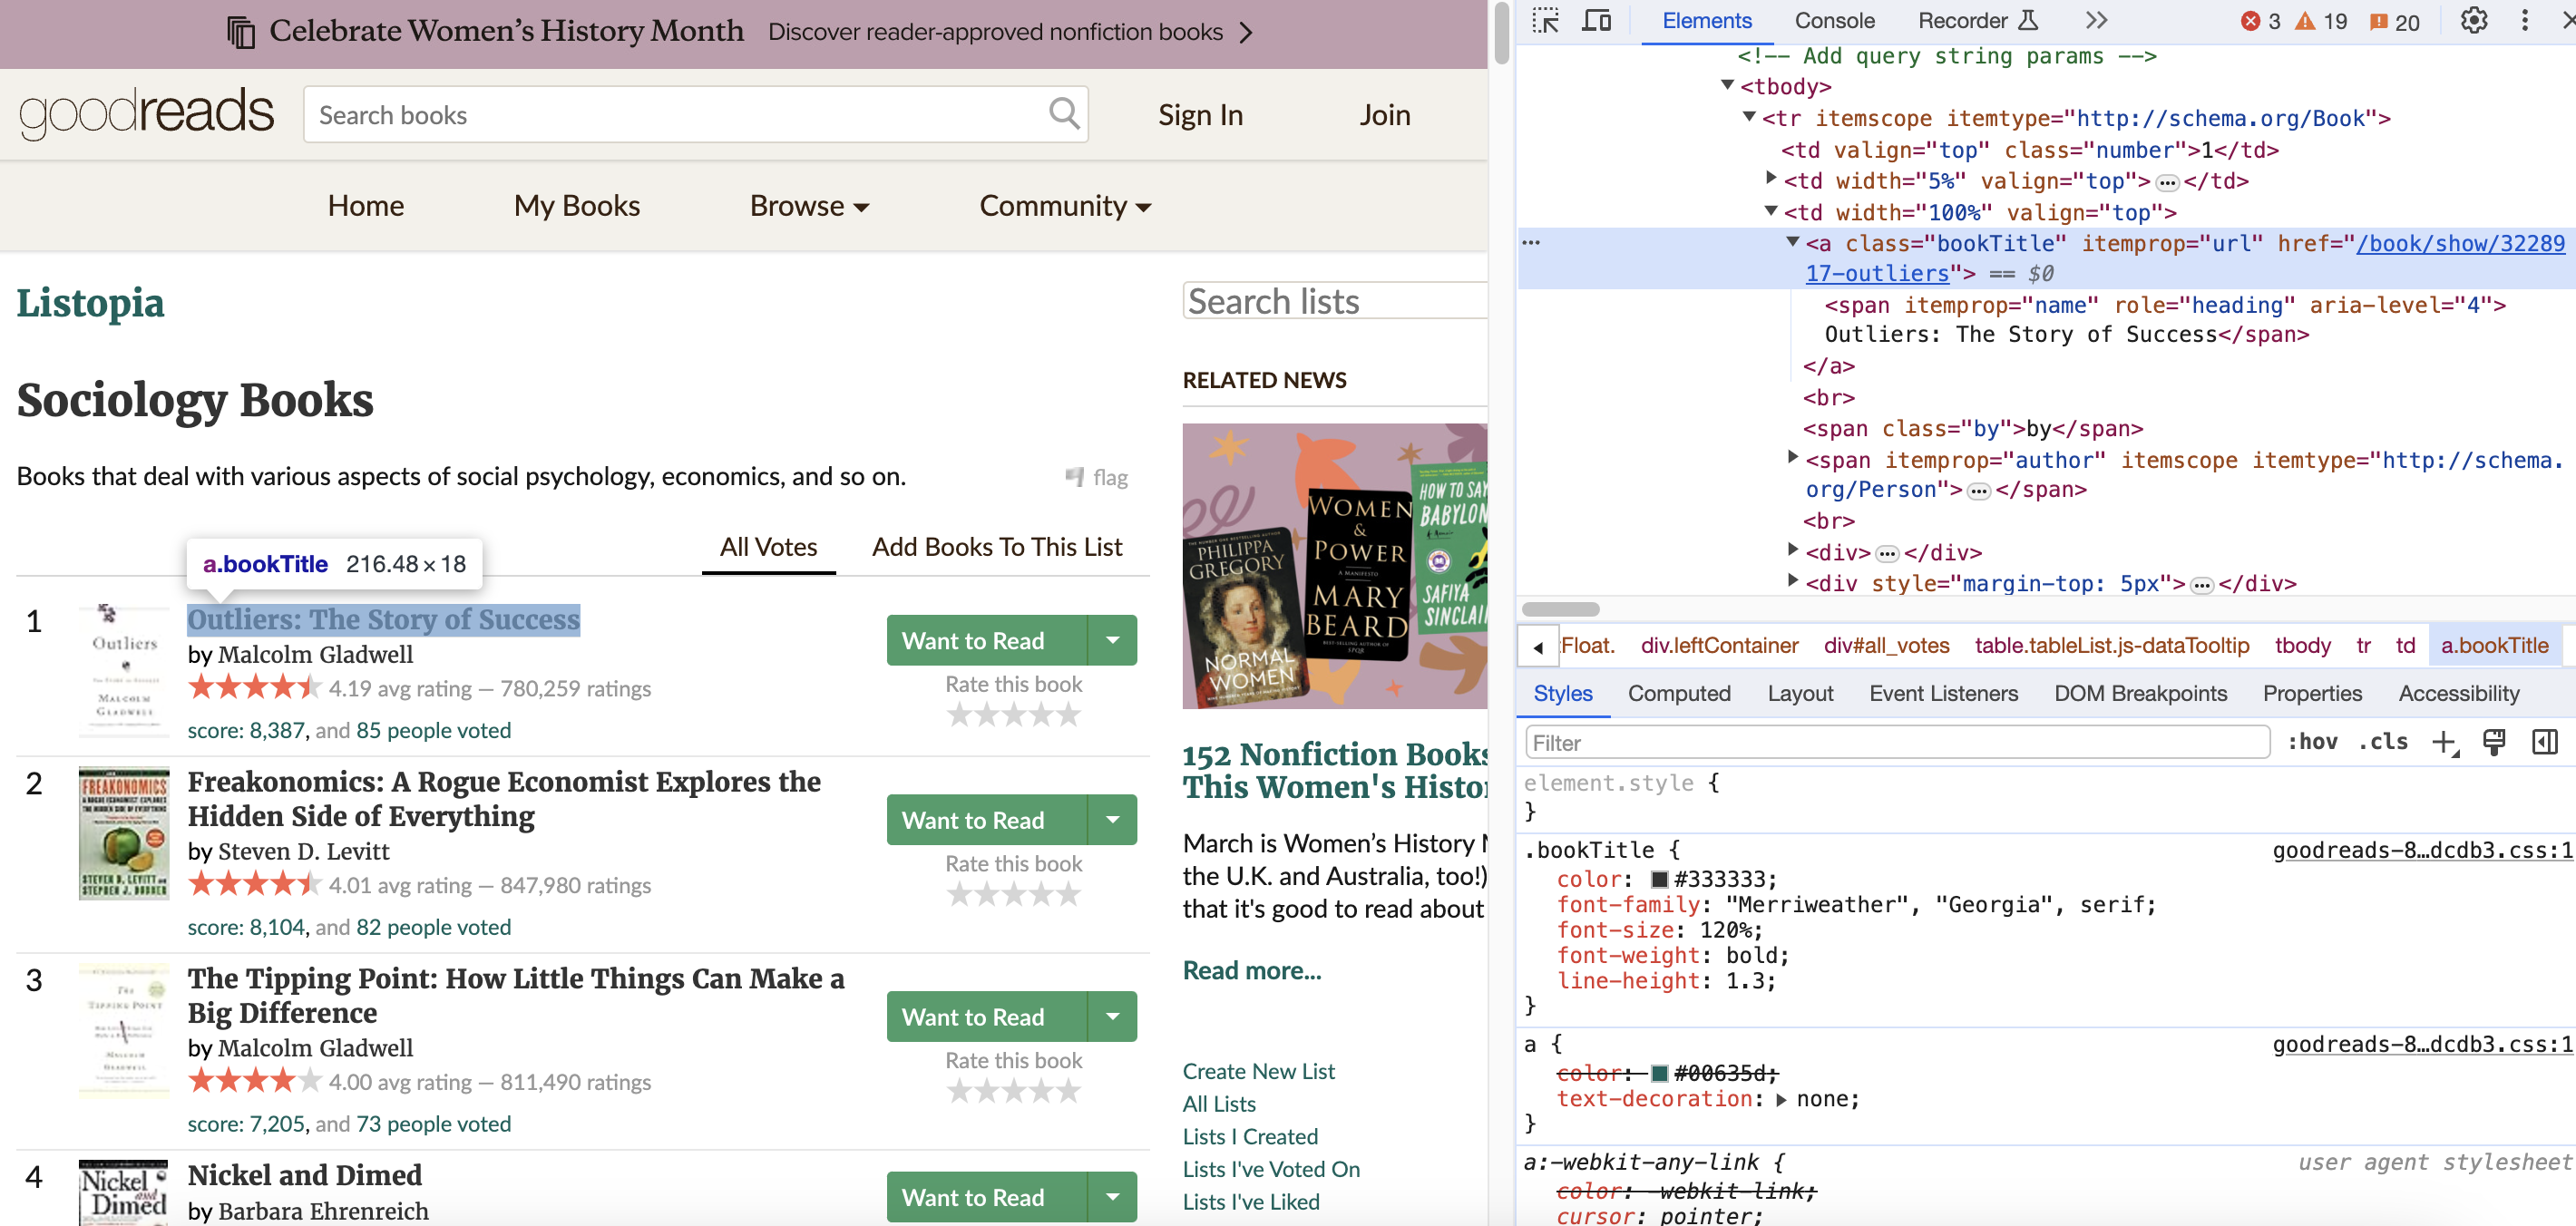 Celebrate Women’s History Month Discover reader-approved nonfiction books
goodreads
Search books
Sign In
Join
Home
My Books
Browse
Community
Listopia
Sociology Books
Books that deal with various aspects of social psychology, economics, and so on.
flag
a.bookTitle 216.48×18
All Votes
Add Books To This List
1
Outliers
MALCOLM
GLADWELL
Outliers: The Story of Success
by Malcolm Gladwell
4.19 avg rating — 780,259 ratings
score: 8,387, and 85 people voted
Want to Read
Rate this book
2
FREAKONOMICS
STEVEN D. LEVITT
STEPHEN J. DUBNER
Freakonomics: A Rogue Economist Explores the
Hidden Side of Everything
by Steven D. Levitt
4.01 avg rating — 847,980 ratings
score: 8,104, and 82 people voted
Want to Read
Rate this book
3
The
TIPPING POINT
The Tipping Point: How Little Things Can Make a
Big Difference
by Malcolm Gladwell
4.00 avg rating — 811,490 ratings
score: 7,205, and 73 people voted
Want to Read
Rate this book
4
Nickel
and
Dimed
Nickel and Dimed
by Barbara Ehrenreich
Want to Read
Search lists
RELATED NEWS
PHILIPPA
GREGORY
NORMAL
WOMEN
WOMEN
&
POWER
A MANIFESTO
MARY
BEARD
HOW TO SAY
BABYLON
SAFIYA
SINCLAIR
152 Nonfiction Books
This Women's Histo
March is Women’s History
the U.K. and Australia, too!)
that it's good to read about
Read more...
Create New List
All Lists
Lists I Created
Lists I've Voted On
Lists I've Liked
Elements
Console
Recorder
3
19
20
<!-- Add query string params -->
<tbody>
<tr itemscope itemtype="http://schema.org/Book">
<td valign="top" class="number">1</td>
<td width="5%" valign="top">…</td>
<td width="100%" valign="top">
… <a class="bookTitle" itemprop="url" href="/book/show/32289
17-outliers"> == $0
<span itemprop="name" role="heading" aria-level="4">
Outliers: The Story of Success</span>
</a>
<br>
<span class="by">by</span>
<span itemprop="author" itemscope itemtype="http://schema.
org/Person">…</span>
<br>
<div>…</div>
<div style="margin-top: 5px">…</div>
Float. div.leftContainer div#all_votes table.tableList.js-dataTooltip tbody tr td a.bookTitle
Styles Computed Layout Event Listeners DOM Breakpoints Properties Accessibility
Filter
:hov .cls
element.style {
}
.bookTitle {
goodreads-8…dcdb3.css:1
color: #333333;
font-family: "Merriweather", "Georgia", serif;
font-size: 120%;
font-weight: bold;
line-height: 1.3;
}
a {
goodreads-8…dcdb3.css:1
color: #00635d;
text-decoration: none;
}
a:-webkit-any-link {
user agent stylesheet
color: -webkit-link;
cursor: pointer;